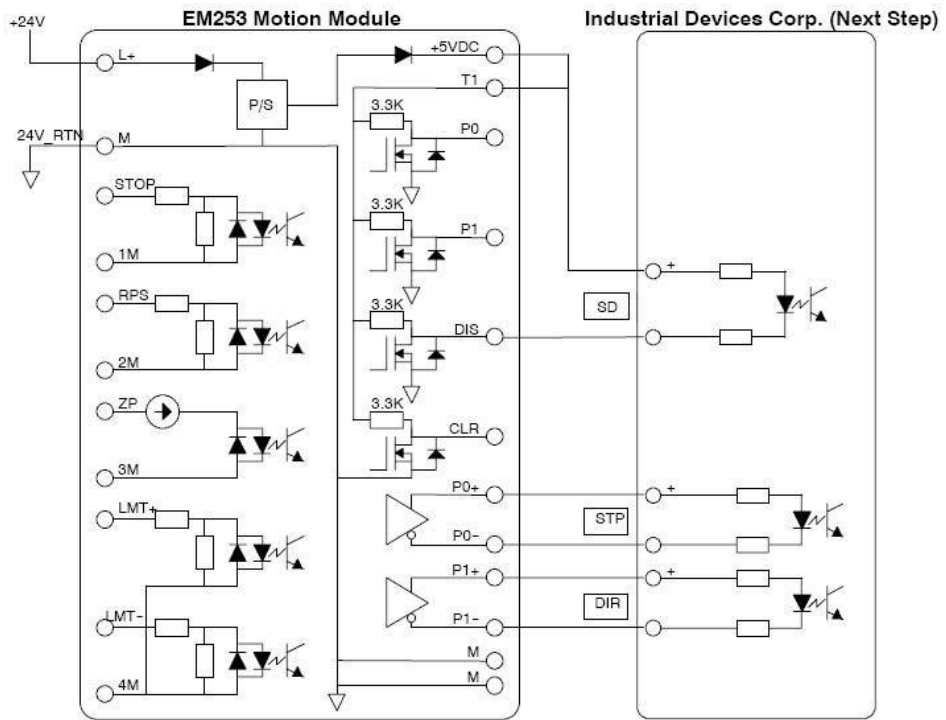 EM253 Motion Module
Industrial Devices Corp. (Next Step)
+24V
L+
+5VDC
T1
P/S
3.3K
P0
24V_RTN
M
STOP
3.3K
P1
1M
RPS
+
SD
3.3K
DIS
2M
ZP
3.3K
CLR
3M
P0+
+
LMT+
STP
P0-
P1+
+
DIR
LMT-
P1-
M
4M
M